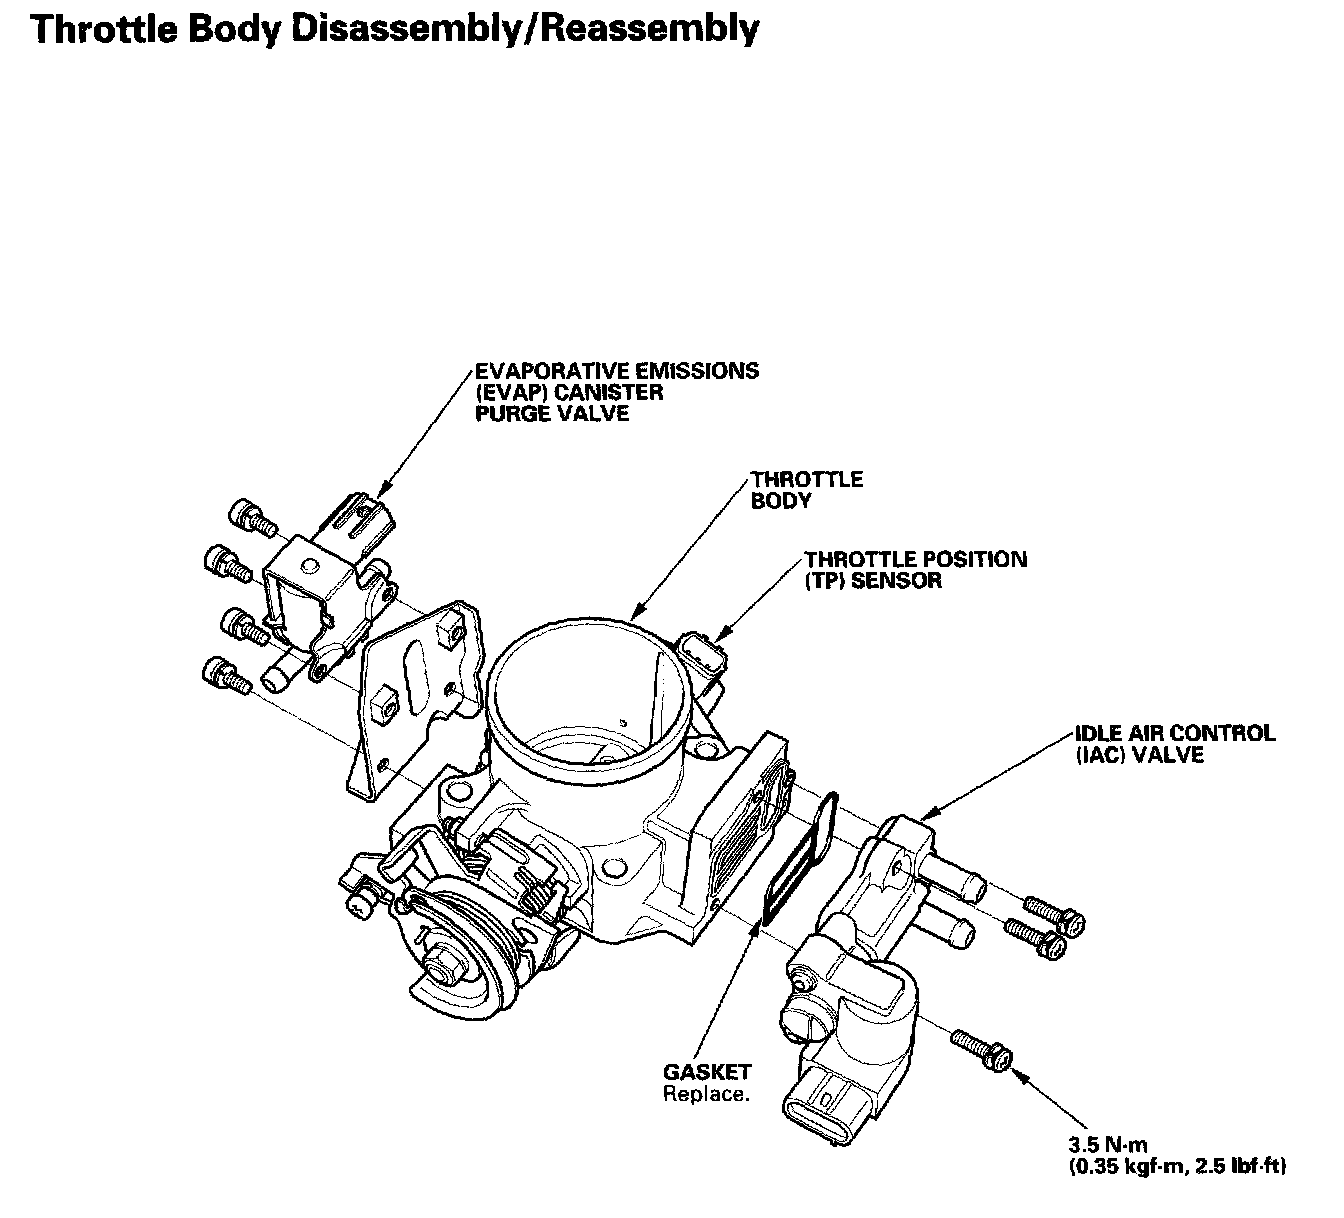 Throttle Body Disassembly/Reassembly
EVAPORATIVE EMISSIONS
(EVAP) CANISTER
PURGE VALVE
THROTTLE
BODY
THROTTLE POSITION
(TP) SENSOR
IDLE AIR CONTROL
(IAC) VALVE
GASKET
Replace.
3.5 N·m
(0.35 kgf·m, 2.5 lbf·ft)